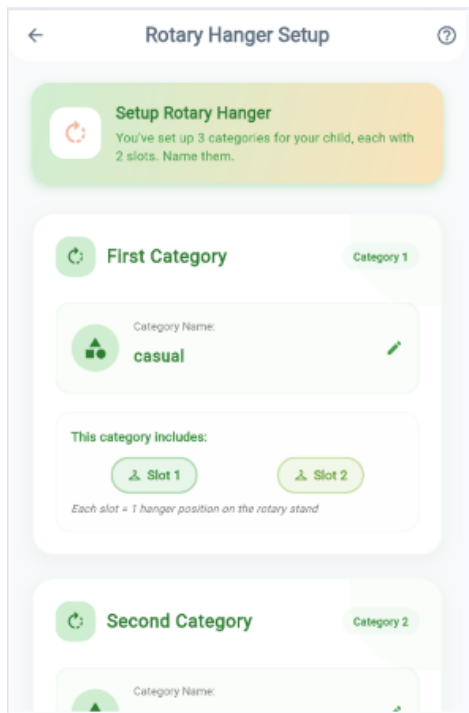 Rotary Hanger Setup
Setup Rotary Hanger
You've set up 3 categories for your child, each with
2 slots. Name them.
First Category
Category 1
Category Name:
casual
This category includes:
Slot 1
Slot 2
Each slot = 1 hanger position on the rotary stand
Second Category
Category 2
Category Name: